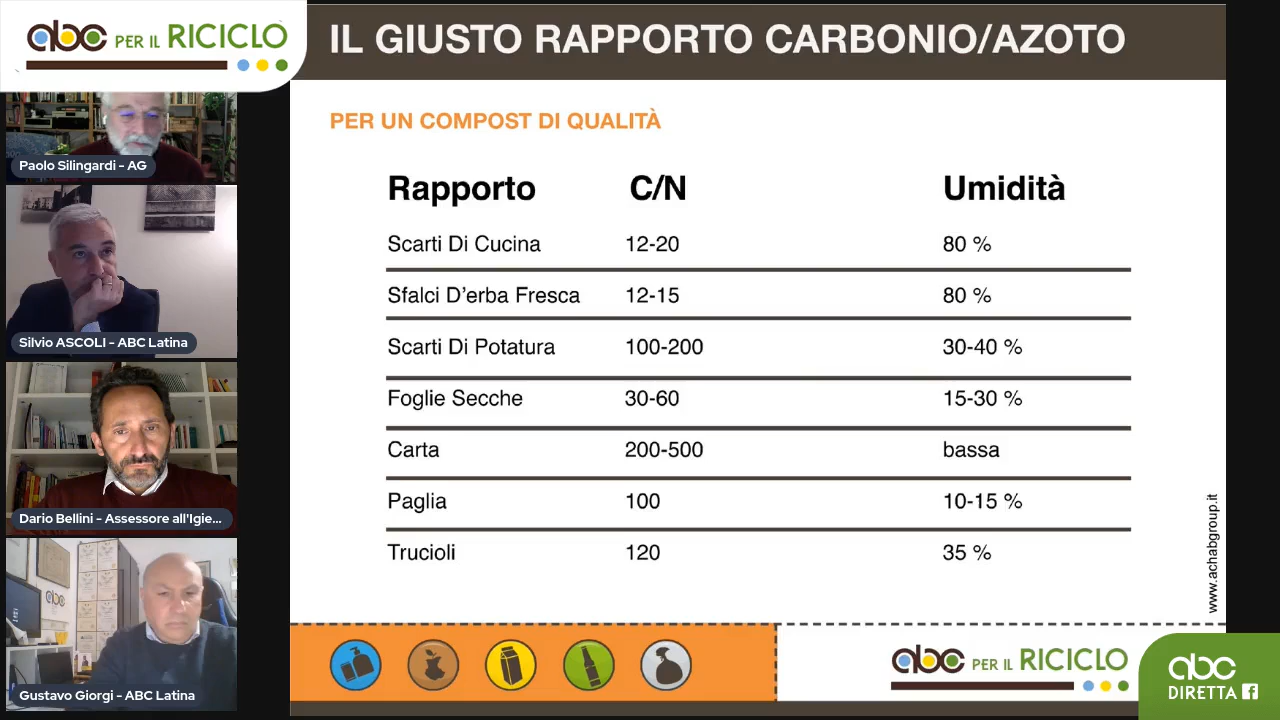 abc PER IL RICICLO
IL GIUSTO RAPPORTO CARBONIO/AZOTO
PER UN COMPOST DI QUALITÀ
Rapporto C/N Umidità
Scarti Di Cucina 12-20 80 %
Sfalci D'erba Fresca 12-15 80 %
Scarti Di Potatura 100-200 30-40 %
Foglie Secche 30-60 15-30 %
Carta 200-500 bassa
Paglia 100 10-15 %
Trucioli 120 35 %
www.achabgroup.it
Paolo Silingardi - AG
Silvio ASCOLI - ABC Latina
Dario Bellini - Assessore all'Igie...
abc
Gustavo Giorgi - ABC Latina
abc PER IL RICICLO
abc
DIRETTA